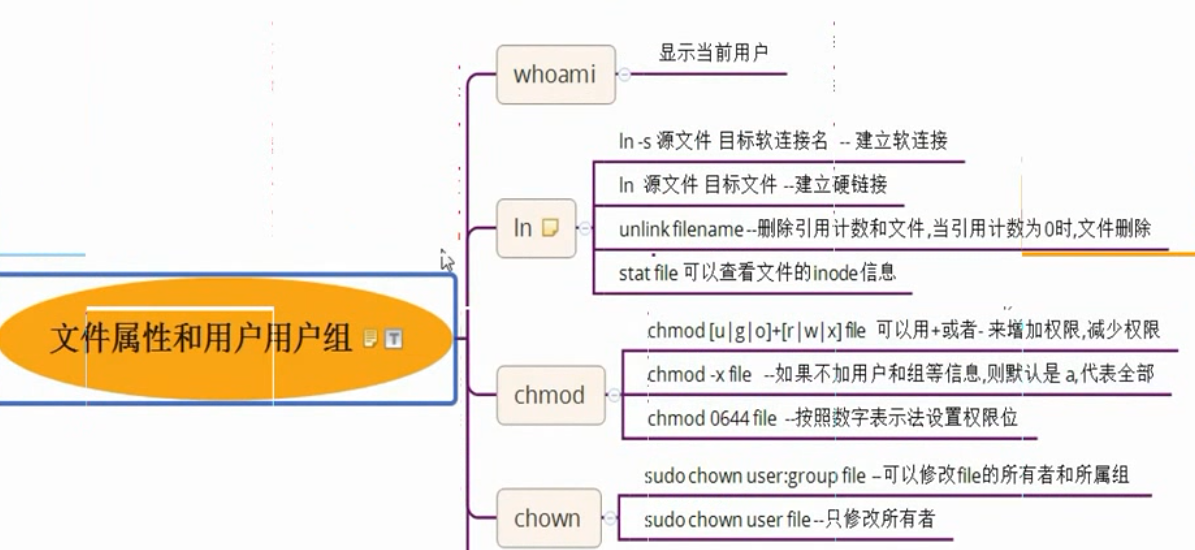 whoami
显示当前用户
ln
ln -s 源文件 目标软连接名 -- 建立软连接
ln 源文件 目标文件 --建立硬链接
unlink filename--删除引用计数和文件,当引用计数为0时,文件删除
stat file 可以查看文件的inode信息
文件属性和用户用户组
chmod
chmod [u|g|o]+[r|w|x] file 可以用+或者- 来增加权限,减少权限
chmod -x file --如果不加用户和组等信息,则默认是 a,代表全部
chmod 0644 file --按照数字表示法设置权限位
chown
sudo chown user:group file --可以修改file的所有者和所属组
sudo chown user file--只修改所有者